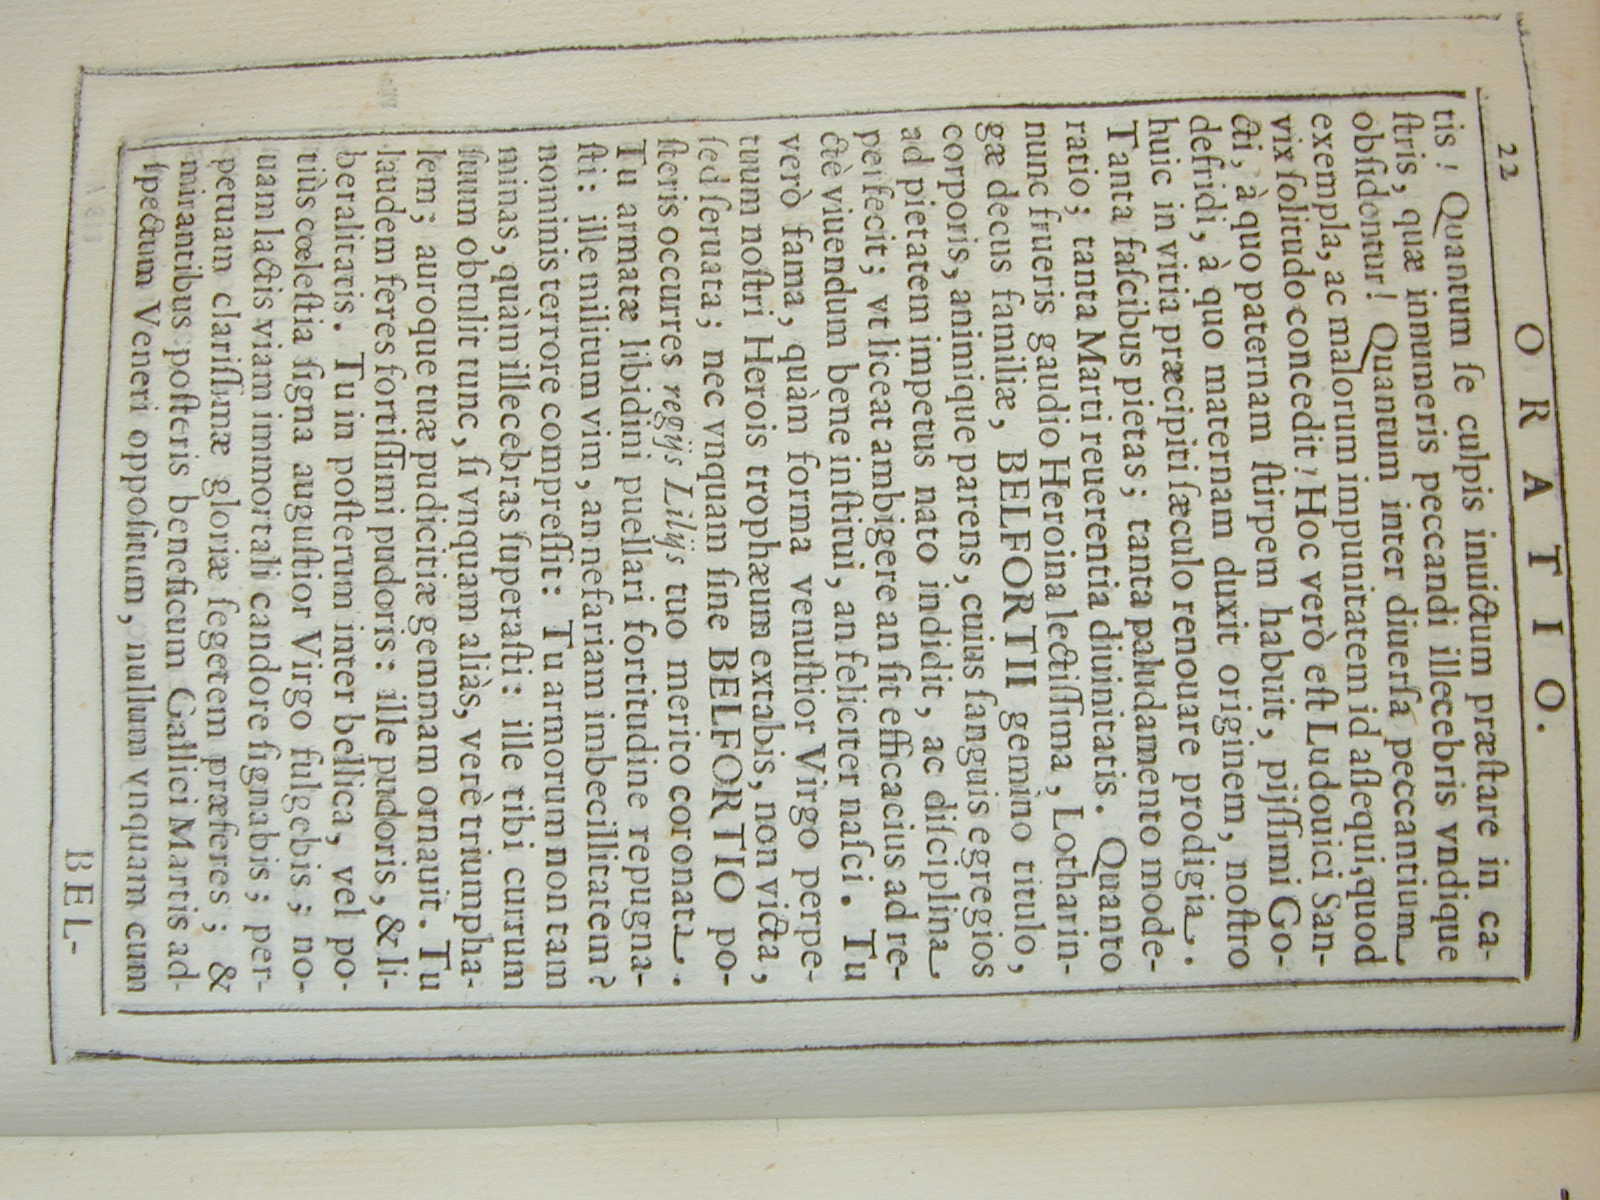 22 ORATIO.
tis! Quantum ſe culpis inuictum præſtare in ca-
ſtris, quæ innumeris peccandi illecebris vndique
obſidontur! Quantum inter diuerſa peccantium
exempla, ac malorum impunitatem id aſſequi, quod
vix ſolitudo concedit! Hoc verò eſt Ludouici San-
cti, à quo paternam ſtirpem habuit, pijſſimi Go-
defridi, à quo maternam duxit originem, noſtro
huic in vitia præcipiti ſæculo renouare prodigia.
Tanta faſcibus pietas; tanta paludamento mode-
ratio; tanta Marti reuerentia diuinitatis. Quanto
nunc frueris gaudio Heroina lectiſſima, Lotharin-
gæ decus familiæ, BELFORTII gemino titulo,
corporis, animique parens, cuius ſanguis egregios
ad pietatem impetus nato indidit, ac diſciplina
perfecit; vt liceat ambigere an ſit efficacius ad re-
ctè viuendum bene inſtitui, an feliciter naſci. Tu
verò fama, quàm forma venuſtior Virgo perpe-
tuum noſtri Herois trophæum extabis, non victa,
ſed ſeruata; nec vnquam ſine BELFORTIO po-
ſteris occurres regijs Lilijs tuo merito coronata.
Tu armatæ libidini puellari fortitudine repugna-
ſti: ille militum vim, an nefariam imbecillitatem?
nominis terrore compreſſit: Tu armorum non tam
minas, quàm illecebras ſuperaſti: ille tibi currum
ſuum obtulit tunc, ſi vnquam aliàs, verè triumpha-
lem; auroque tuæ pudicitiæ gemmam ornauit. Tu
laudem feres fortiſſimi pudoris: ille pudoris, & li-
beralitatis. Tu in poſterum inter bellica, vel po-
tiùs cœleſtia ſigna auguſtior Virgo fulgebis; no-
uam lactis viam immortali candore ſignabis; per-
petuam clariſſimæ gloriæ ſegetem præferes; &
mirantibus poſteris beneficum Gallici Martis ad-
ſpectum Veneri oppoſitum, nullum vnquam cum
BEL-